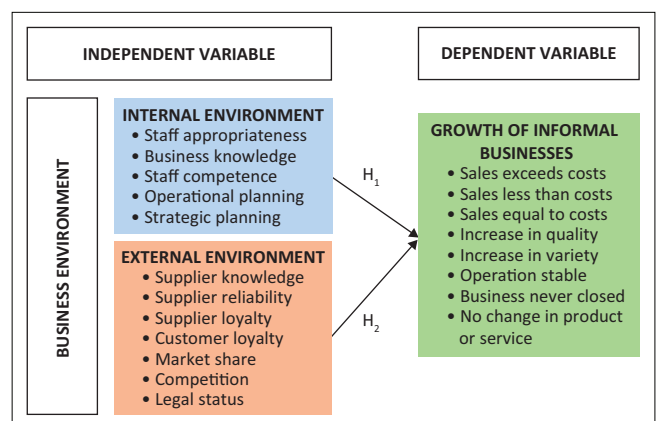 INDEPENDENT VARIABLE
DEPENDENT VARIABLE
BUSINESS ENVIRONMENT
INTERNAL ENVIRONMENT
• Staff appropriateness
• Business knowledge
• Staff competence
• Operational planning
• Strategic planning
EXTERNAL ENVIRONMENT
• Supplier knowledge
• Supplier reliability
• Supplier loyalty
• Customer loyalty
• Market share
• Competition
• Legal status
H1
H2
GROWTH OF INFORMAL
BUSINESSES
• Sales exceeds costs
• Sales less than costs
• Sales equal to costs
• Increase in quality
• Increase in variety
• Operation stable
• Business never closed
• No change in product
or service